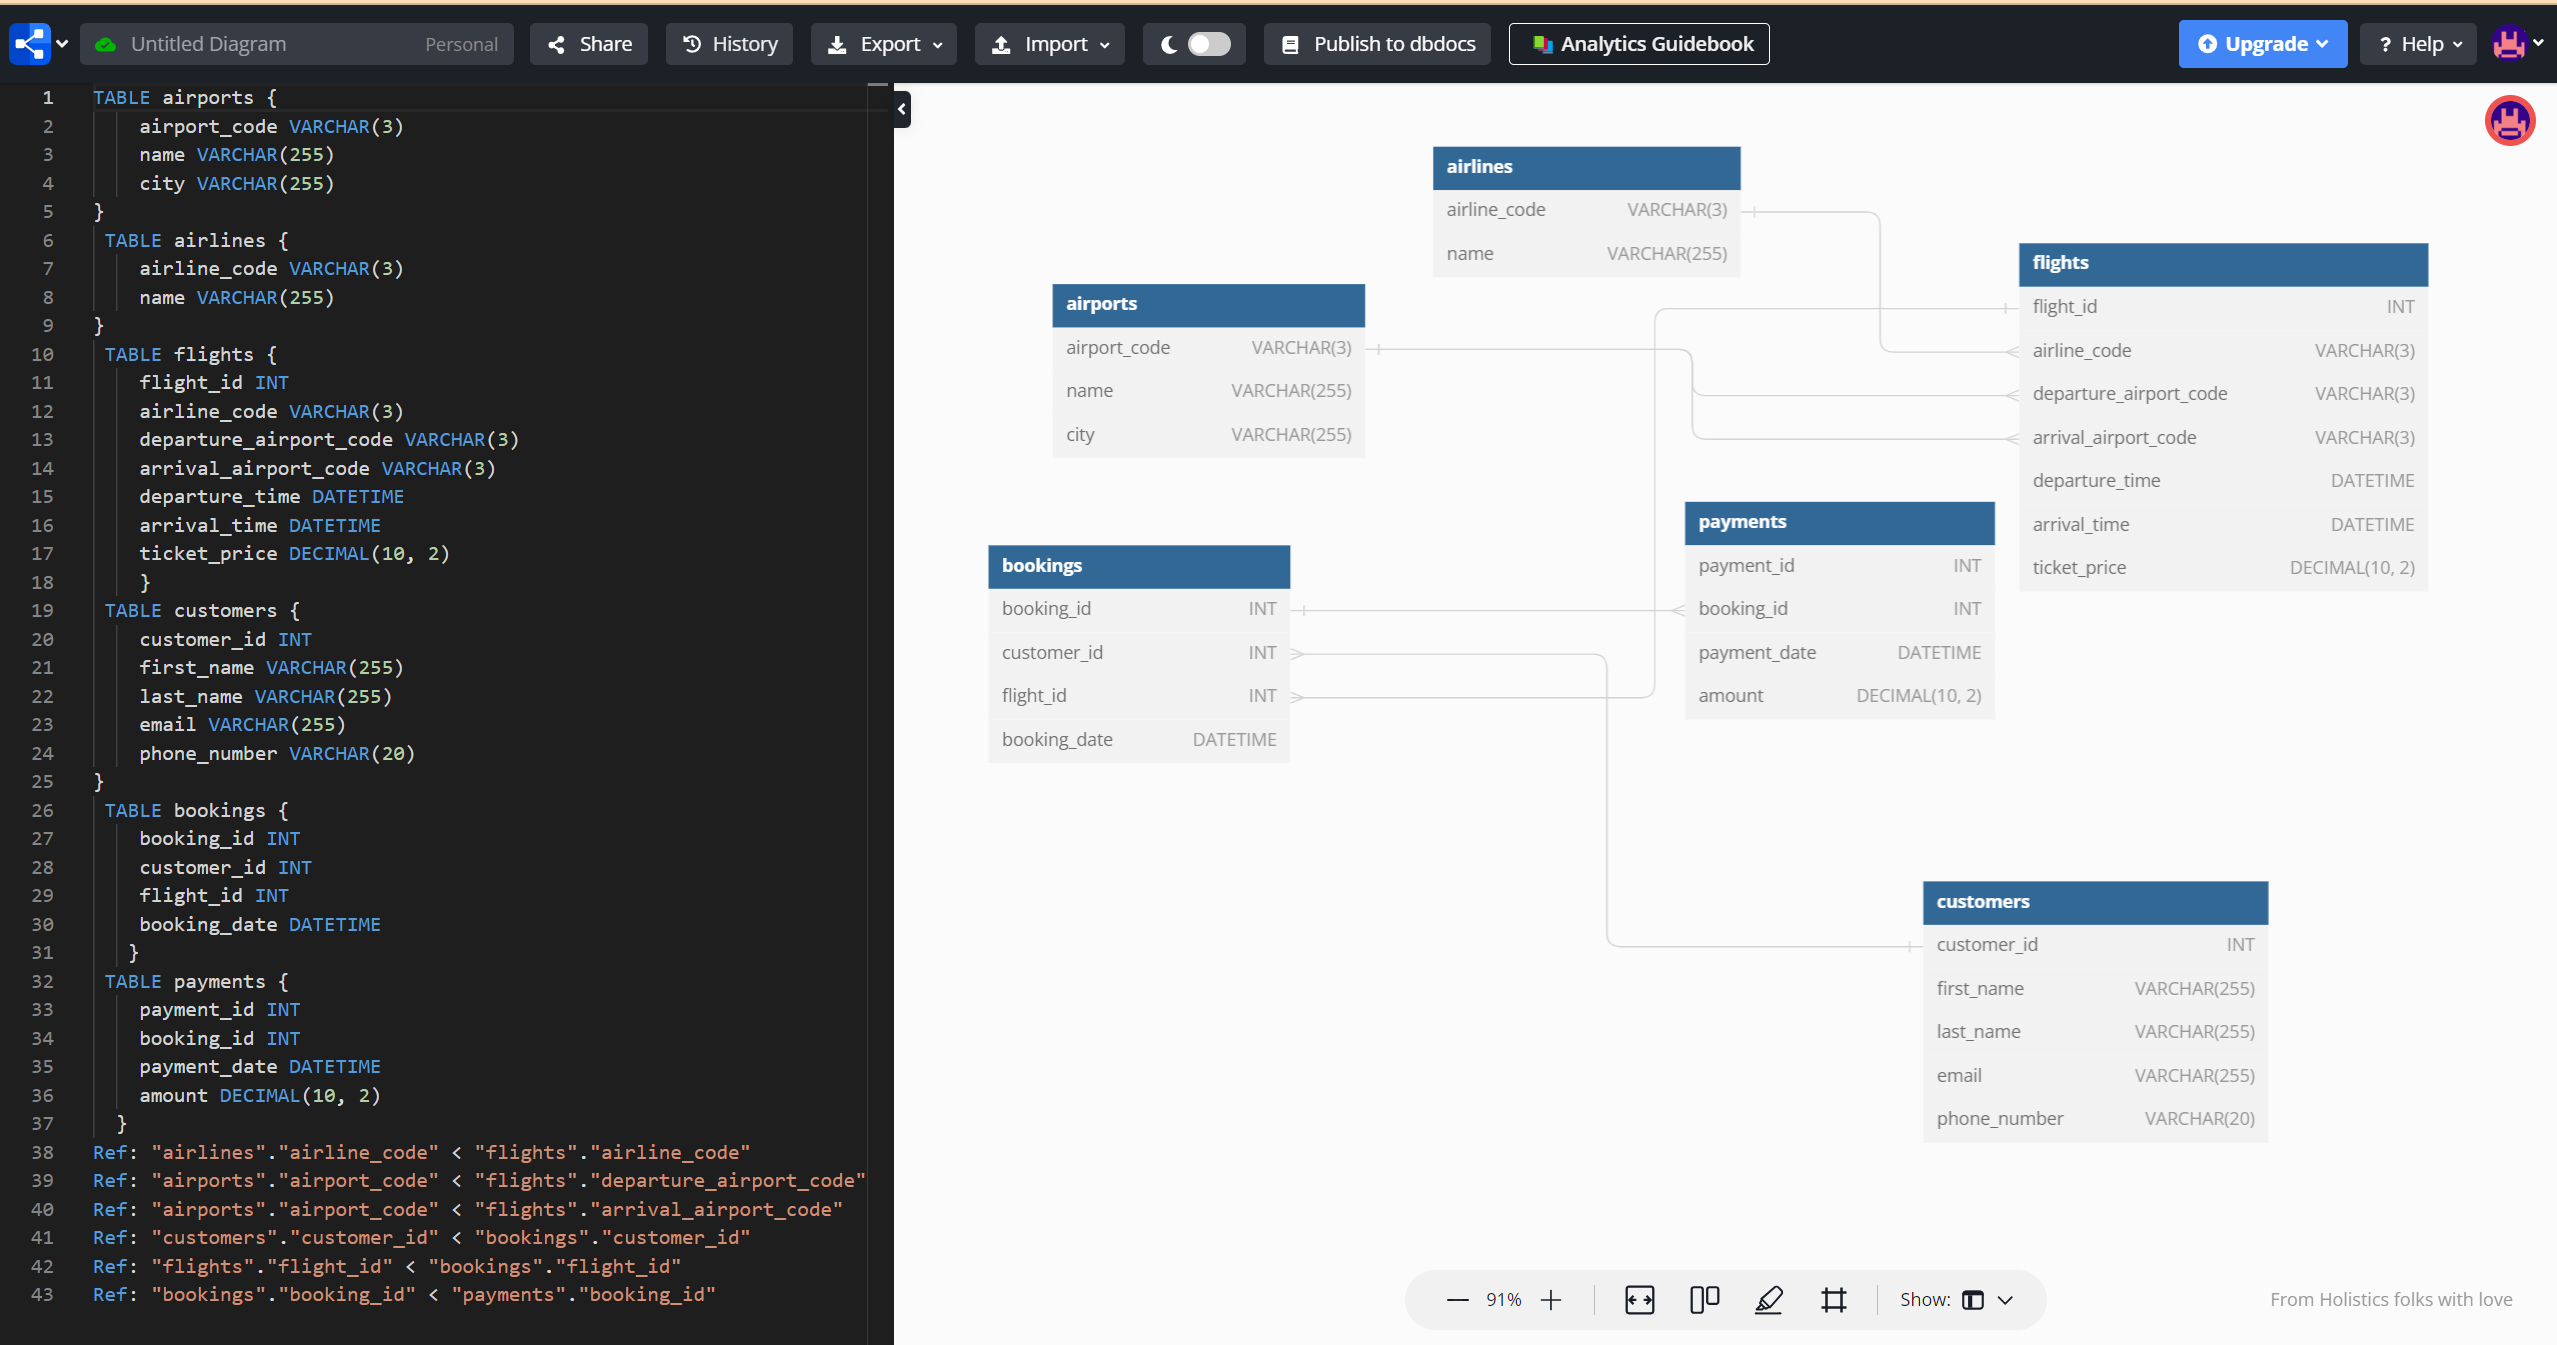 Untitled Diagram Personal Share History Export Import Publish to dbdocs Analytics Guidebook Upgrade ? Help
1 TABLE airports {
2 airport_code VARCHAR(3)
3 name VARCHAR(255)
4 city VARCHAR(255)
5 }
6 TABLE airlines {
7 airline_code VARCHAR(3)
8 name VARCHAR(255)
9 }
10 TABLE flights {
11 flight_id INT
12 airline_code VARCHAR(3)
13 departure_airport_code VARCHAR(3)
14 arrival_airport_code VARCHAR(3)
15 departure_time DATETIME
16 arrival_time DATETIME
17 ticket_price DECIMAL(10, 2)
18 }
19 TABLE customers {
20 customer_id INT
21 first_name VARCHAR(255)
22 last_name VARCHAR(255)
23 email VARCHAR(255)
24 phone_number VARCHAR(20)
25 }
26 TABLE bookings {
27 booking_id INT
28 customer_id INT
29 flight_id INT
30 booking_date DATETIME
31 }
32 TABLE payments {
33 payment_id INT
34 booking_id INT
35 payment_date DATETIME
36 amount DECIMAL(10, 2)
37 }
38 Ref: "airlines"."airline_code" < "flights"."airline_code"
39 Ref: "airports"."airport_code" < "flights"."departure_airport_code"
40 Ref: "airports"."airport_code" < "flights"."arrival_airport_code"
41 Ref: "customers"."customer_id" < "bookings"."customer_id"
42 Ref: "flights"."flight_id" < "bookings"."flight_id"
43 Ref: "bookings"."booking_id" < "payments"."booking_id"
airlines
airline_code VARCHAR(3)
name VARCHAR(255)
airports
airport_code VARCHAR(3)
name VARCHAR(255)
city VARCHAR(255)
flights
flight_id INT
airline_code VARCHAR(3)
departure_airport_code VARCHAR(3)
arrival_airport_code VARCHAR(3)
departure_time DATETIME
arrival_time DATETIME
ticket_price DECIMAL(10, 2)
bookings
booking_id INT
customer_id INT
flight_id INT
booking_date DATETIME
payments
payment_id INT
booking_id INT
payment_date DATETIME
amount DECIMAL(10, 2)
customers
customer_id INT
first_name VARCHAR(255)
last_name VARCHAR(255)
email VARCHAR(255)
phone_number VARCHAR(20)
91% Show:
From Holistics folks with love